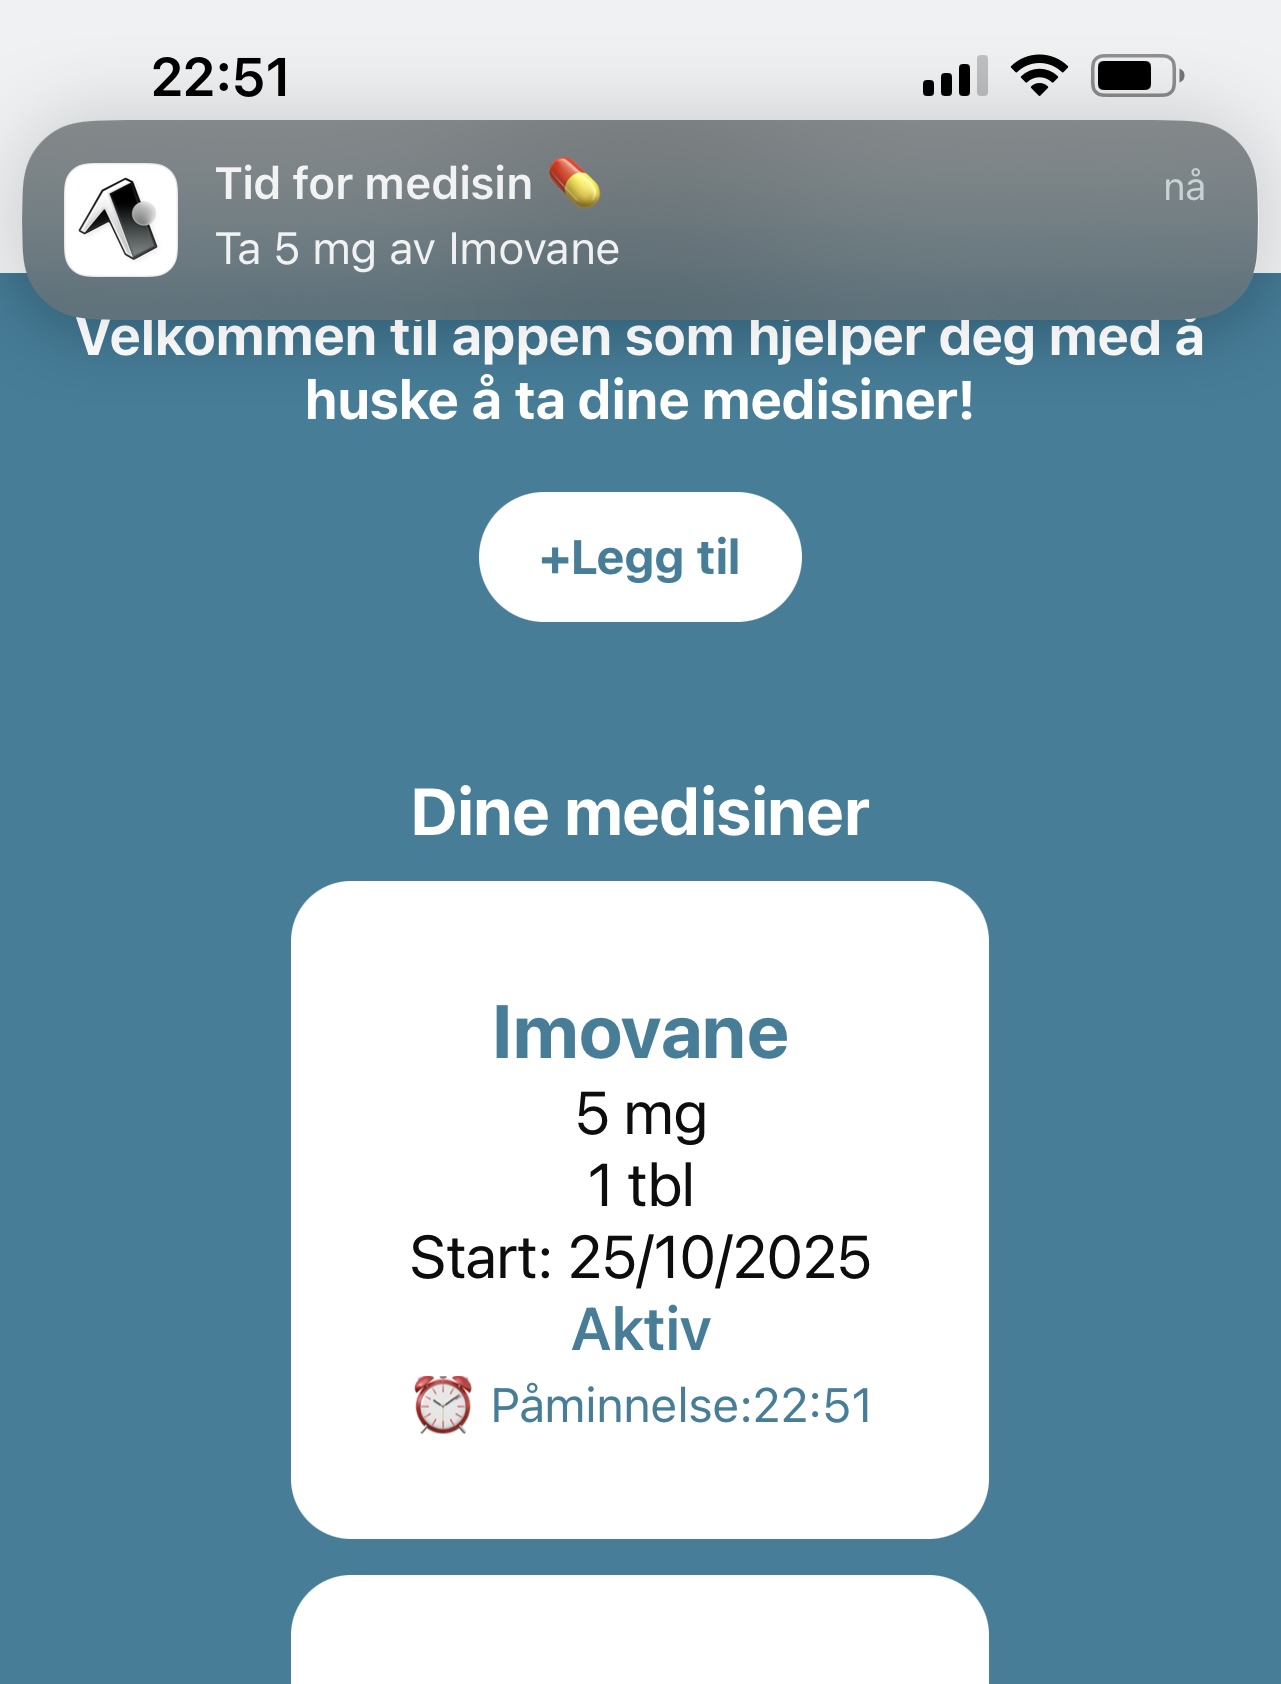 22:51
Tid for medisin
nå
Ta 5 mg av Imovane
Velkommen til appen som hjelper deg med å
huske å ta dine medisiner!
+Legg til
Dine medisiner
Imovane
5 mg
1 tbl
Start: 25/10/2025
Aktiv
Påminnelse:22:51